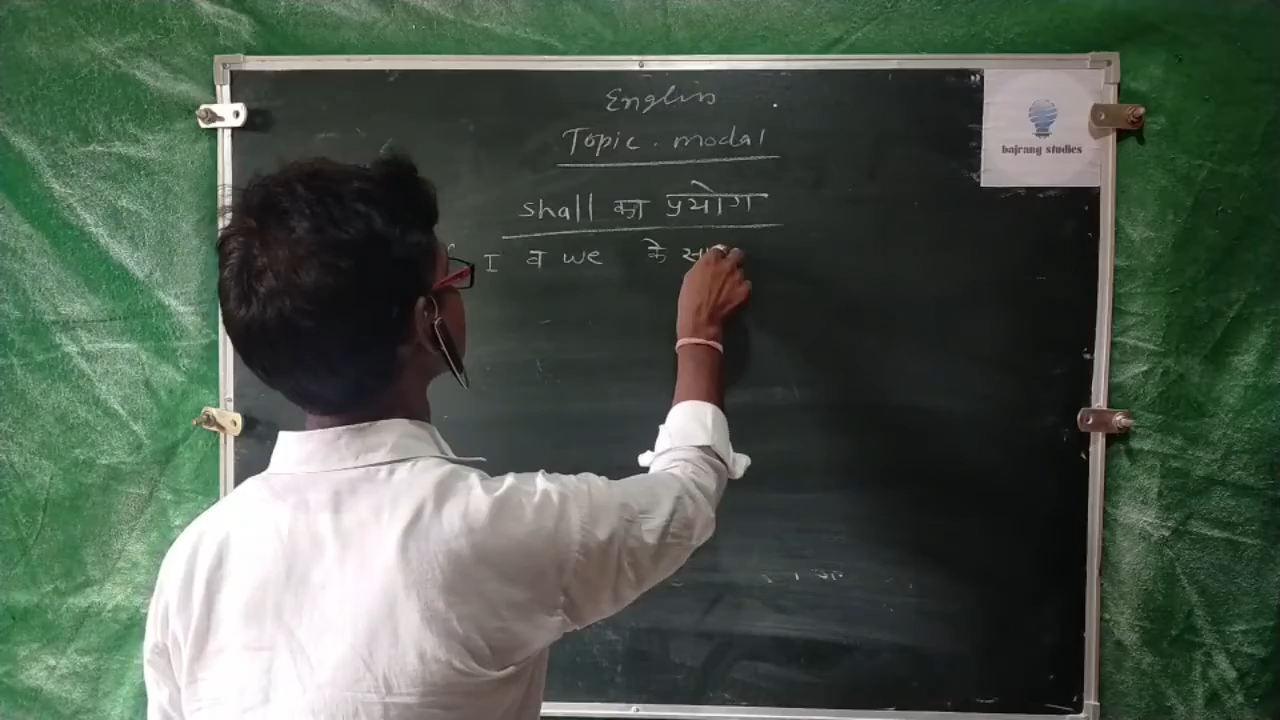 English
Topic . modal
shall का प्रयोग
I व we के सा
bajrang studies